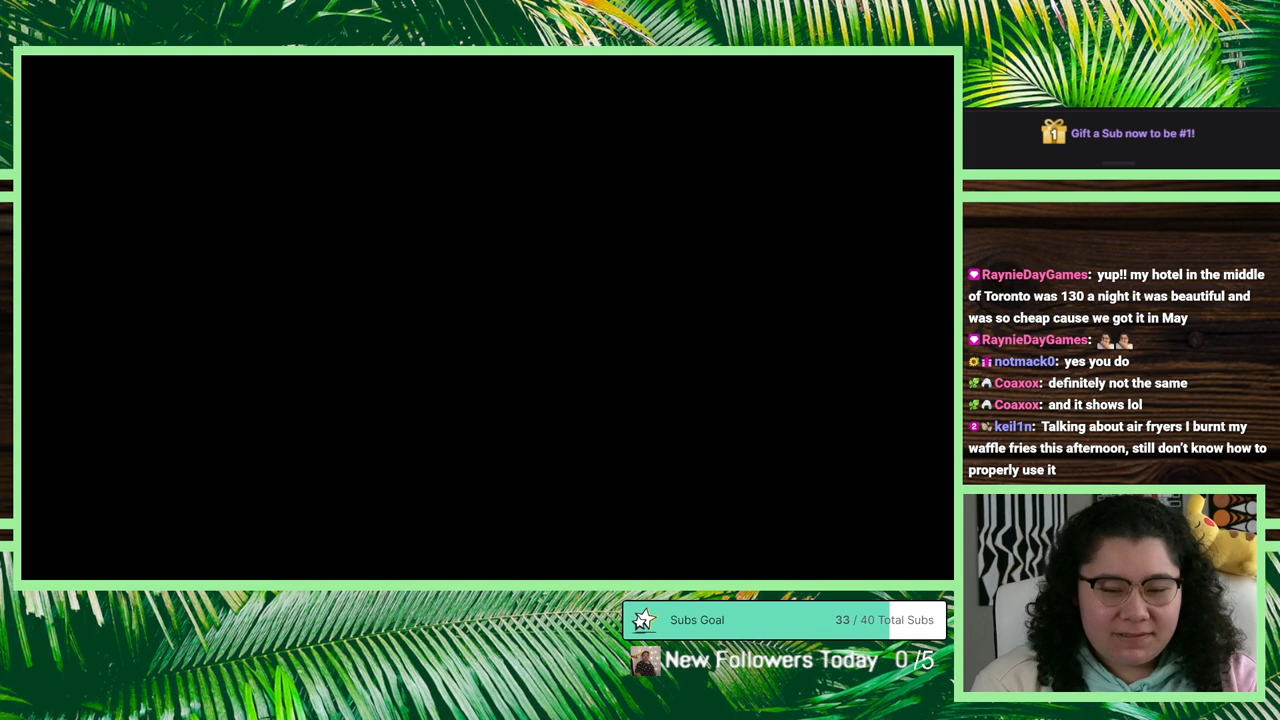 1 Gift a Sub now to be #1!
RaynieDayGames: yup!! my hotel in the middle
of Toronto was 130 a night it was beautiful and
was so cheap cause we got it in May
RaynieDayGames:
notmack0: yes you do
Coaxox: definitely not the same
Coaxox: and it shows lol
2 keil1n: Talking about air fryers I burnt my
waffle fries this afternoon, still don't know how to
properly use it
Subs Goal 33 / 40 Total Subs
New Followers Today 0 /5